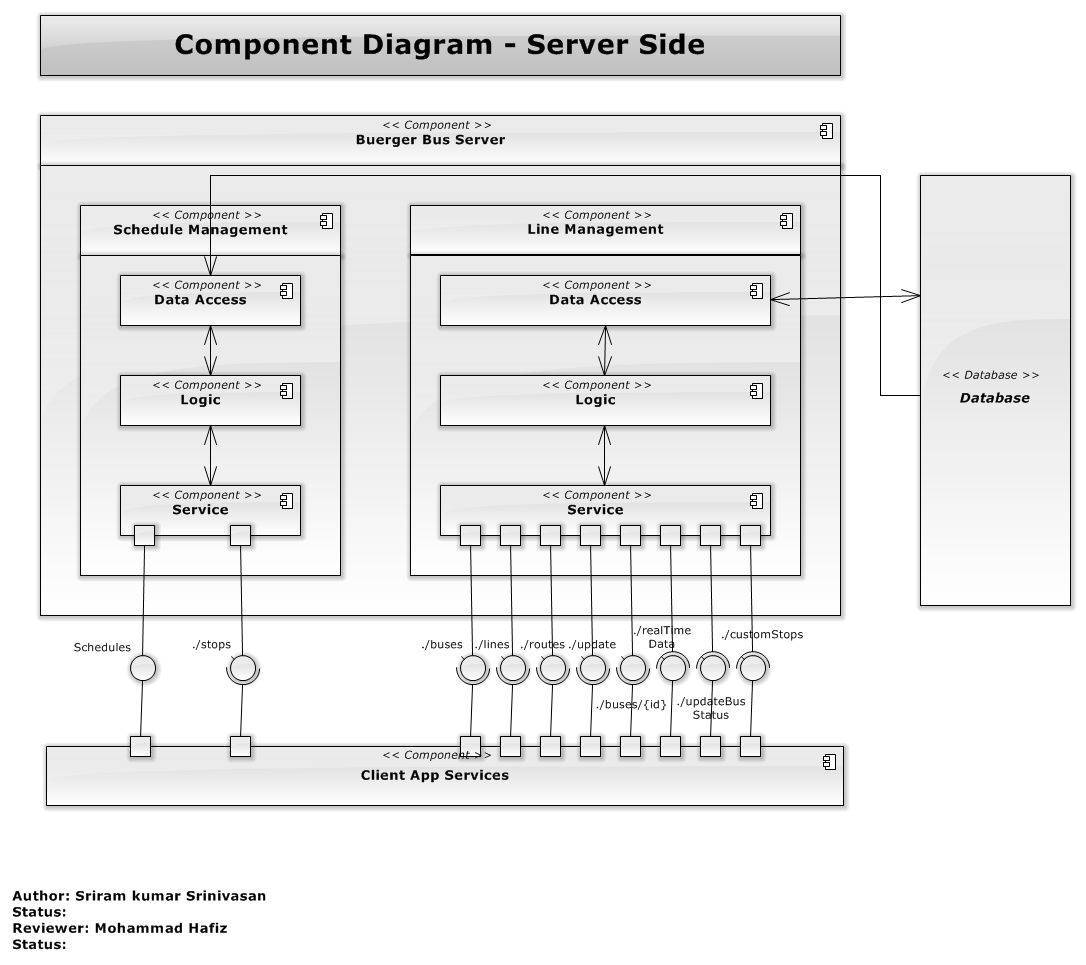 Component Diagram - Server Side
<< Component >>
Buerger Bus Server
<< Component >>
Schedule Management
<< Component >>
Line Management
<< Component >>
Data Access
<< Component >>
Data Access
<< Component >>
Logic
<< Component >>
Logic
<< Database >>
Database
<< Component >>
Service
<< Component >>
Service
Schedules
./stops
./buses
./lines
./routes
./update
./realTime
Data
./customStops
./buses/{id}
./updateBus
Status
<< Component >>
Client App Services
Author: Sriram kumar Srinivasan
Status:
Reviewer: Mohammad Hafiz
Status: